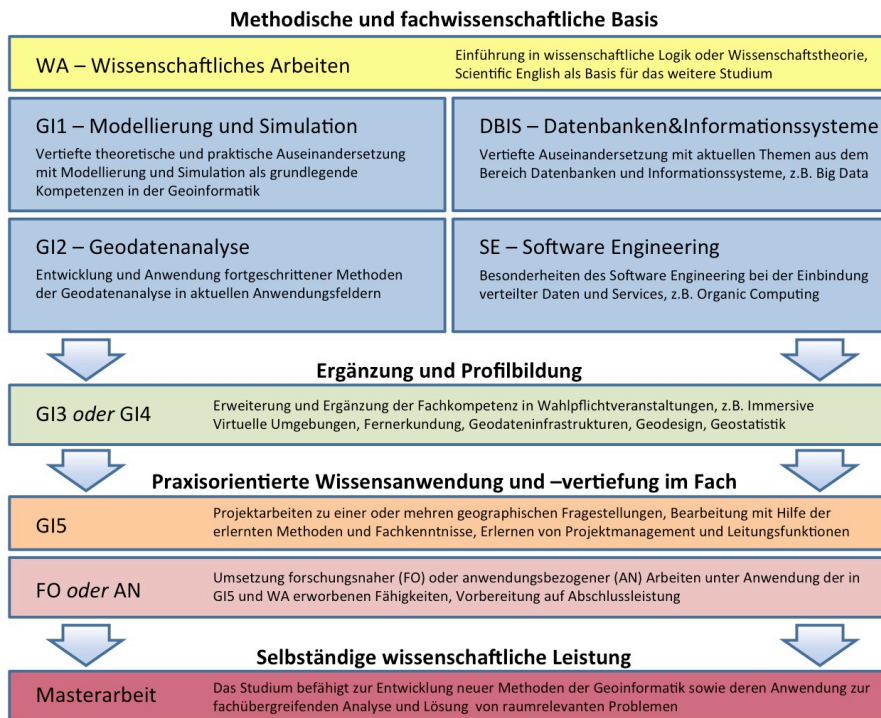 Methodische und fachwissenschaftliche Basis
WA – Wissenschaftliches Arbeiten
Einführung in wissenschaftliche Logik oder Wissenschaftstheorie,
Scientific English als Basis für das weitere Studium
GI1 – Modellierung und Simulation
Vertiefte theoretische und praktische Auseinandersetzung
mit Modellierung und Simulation als grundlegende
Kompetenzen in der Geoinformatik
DBIS – Datenbanken&Informationssysteme
Vertiefte Auseinandersetzung mit aktuellen Themen aus dem
Bereich Datenbanken und Informationssysteme, z.B. Big Data
GI2 – Geodatenanalyse
Entwicklung und Anwendung fortgeschrittener Methoden
der Geodatenanalyse in aktuellen Anwendungsfeldern
SE – Software Engineering
Besonderheiten des Software Engineering bei der Einbindung
verteilter Daten und Services, z.B. Organic Computing
Ergänzung und Profilbildung
GI3 oder GI4
Erweiterung und Ergänzung der Fachkompetenz in Wahlpflichtveranstaltungen, z.B. Immersive
Virtuelle Umgebungen, Fernerkundung, Geodateninfrastrukturen, Geodesign, Geostatistik
Praxisorientierte Wissensanwendung und –vertiefung im Fach
GI5
Projektarbeiten zu einer oder mehren geographischen Fragestellungen, Bearbeitung mit Hilfe der
erlernten Methoden und Fachkenntnisse, Erlernen von Projektmanagement und Leitungsfunktionen
FO oder AN
Umsetzung forschungsnaher (FO) oder anwendungsbezogener (AN) Arbeiten unter Anwendung der in
GI5 und WA erworbenen Fähigkeiten, Vorbereitung auf Abschlussleistung
Selbständige wissenschaftliche Leistung
Masterarbeit
Das Studium befähigt zur Entwicklung neuer Methoden der Geoinformatik sowie deren Anwendung zur
fachübergreifenden Analyse und Lösung von raumrelevanten Problemen